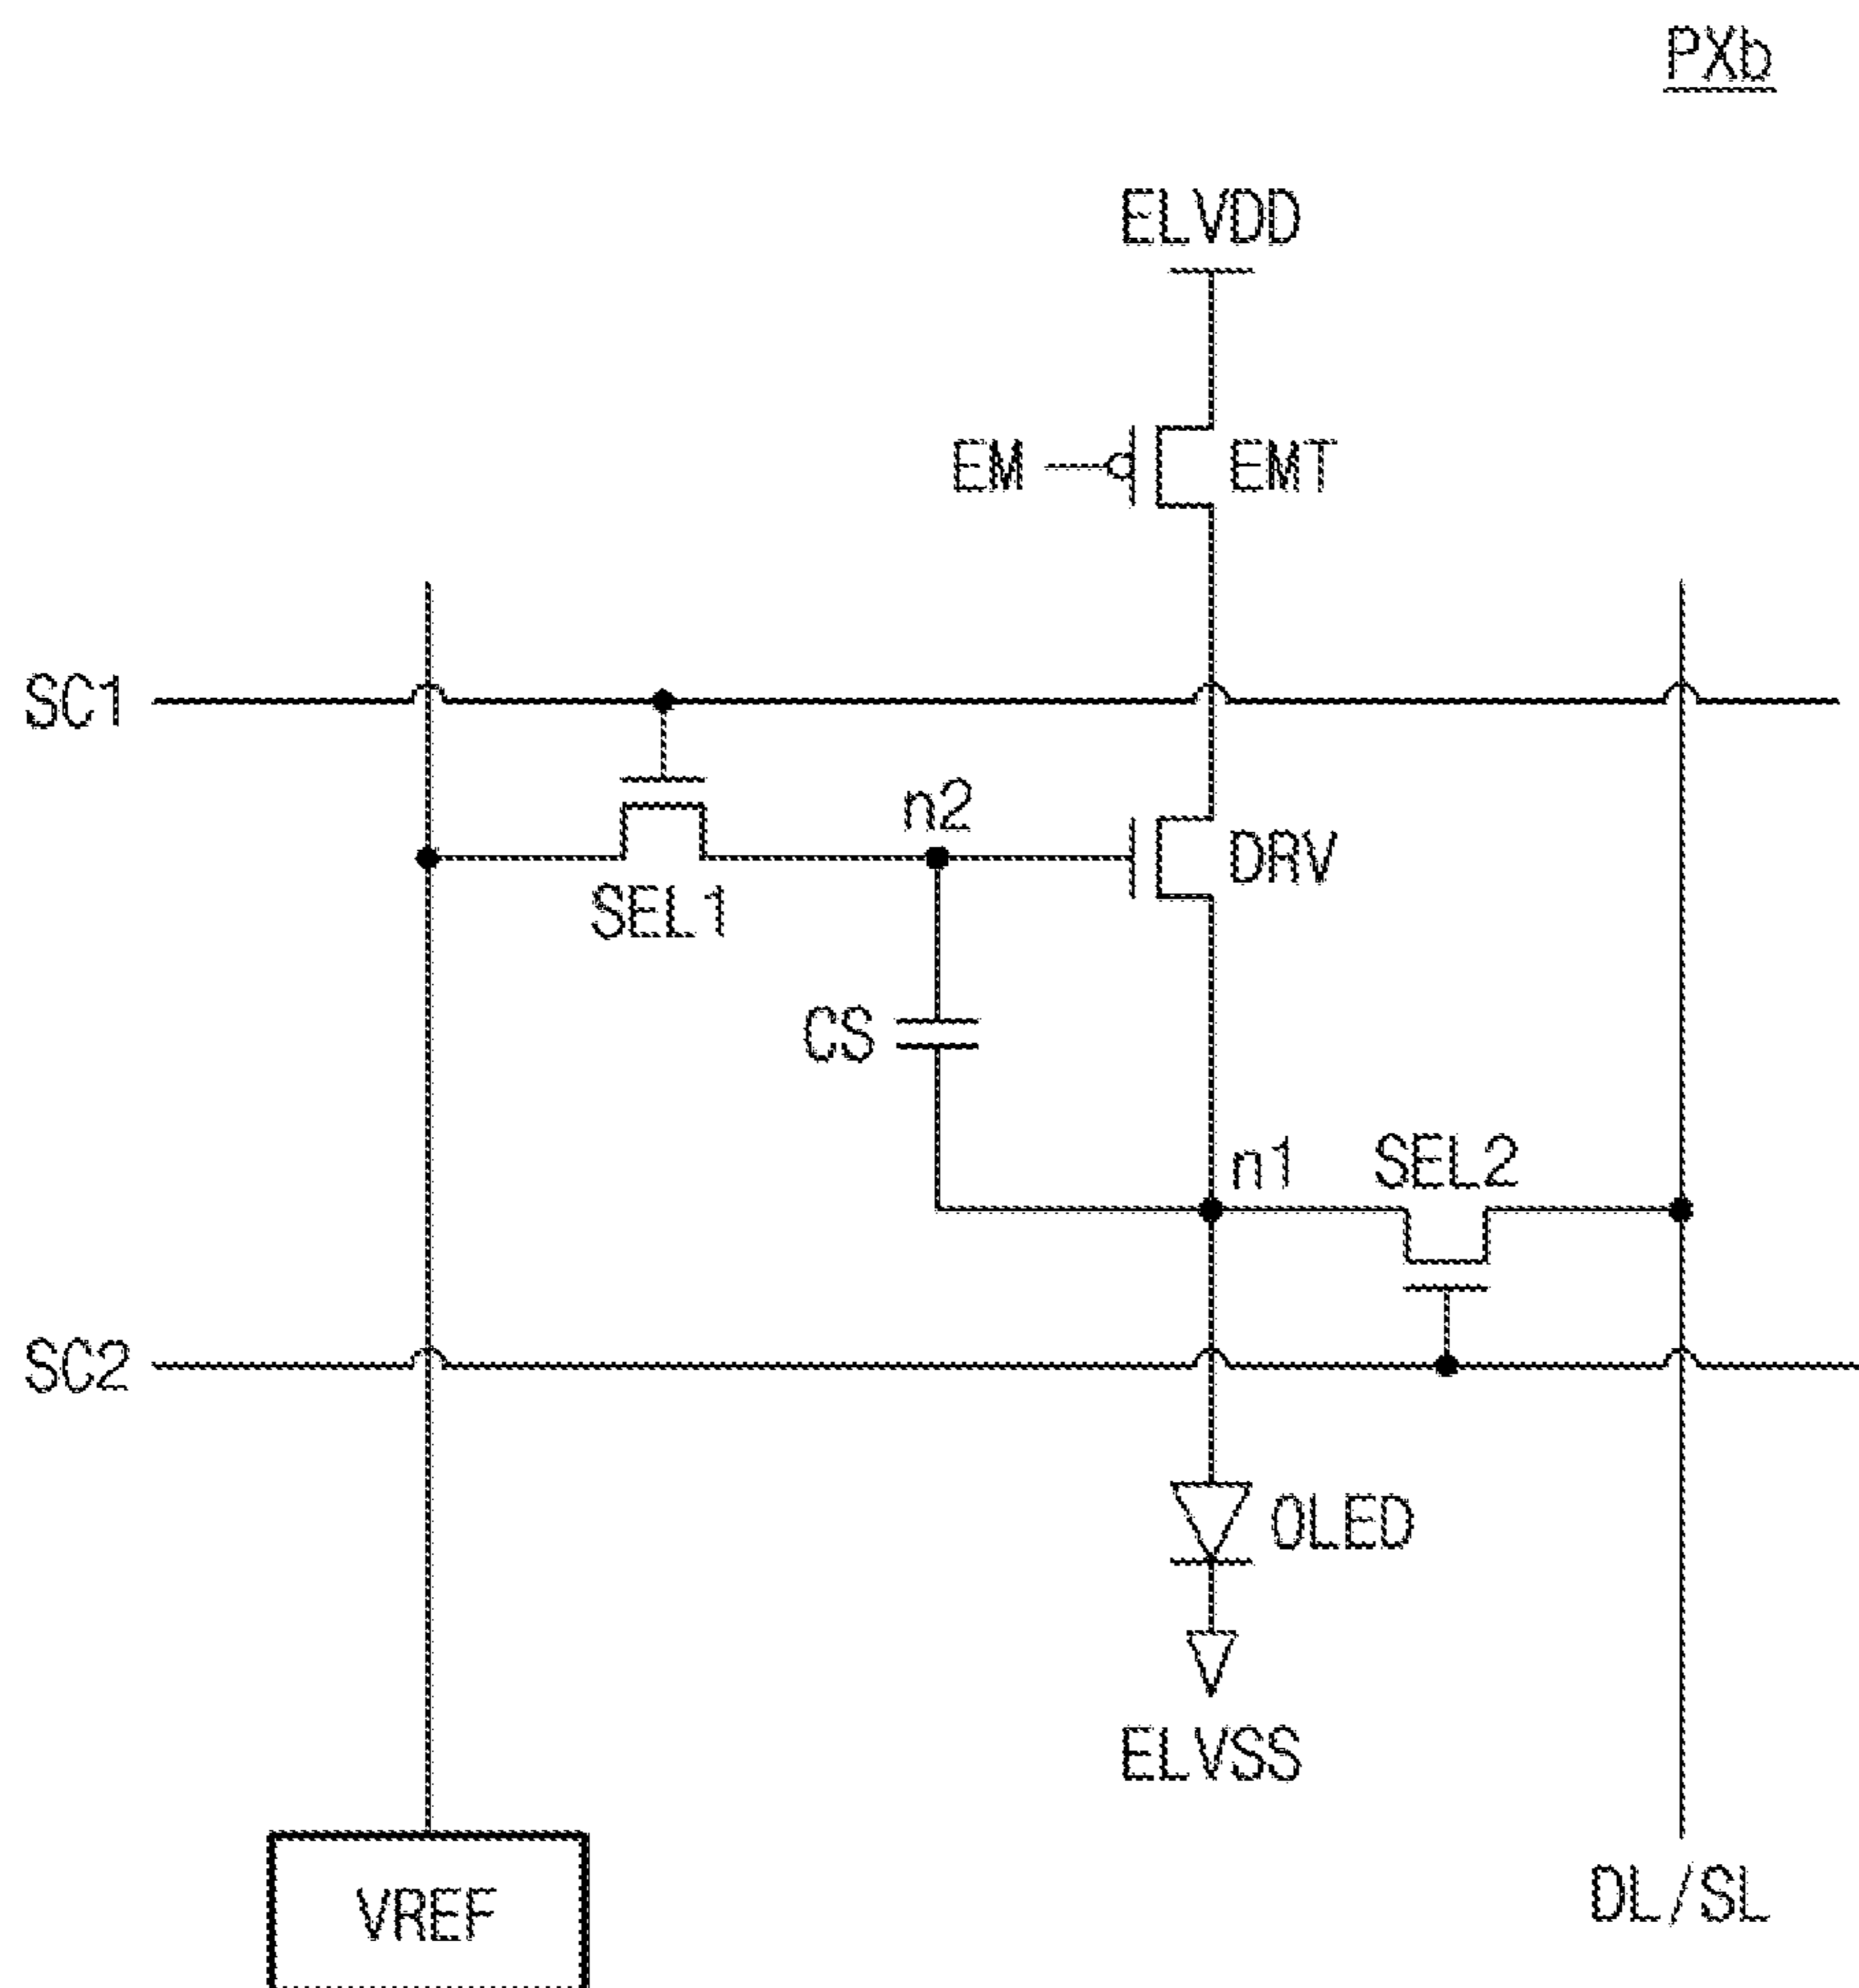 PXb
ELVDD
EM
EMT
SC1
n2
DRV
SEL1
CS
n1
SEL2
SC2
OLED
ELVSS
VREF
DL/SL